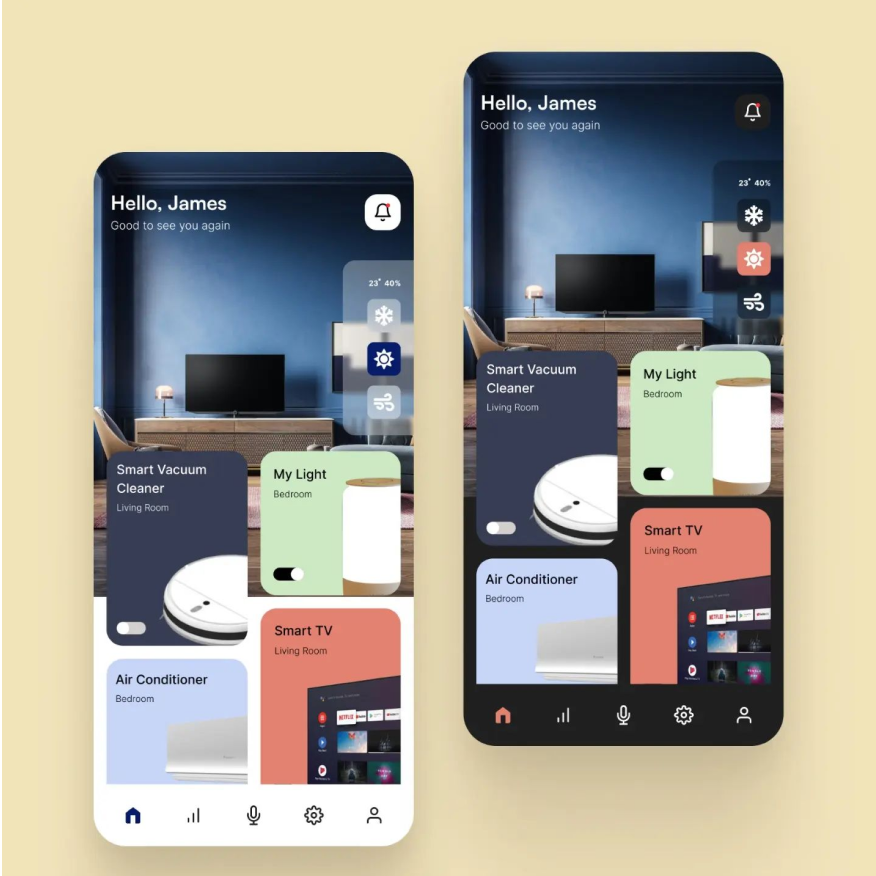 Hello, James
Good to see you again
23° 40%
Smart Vacuum
Cleaner
Living Room
My Light
Bedroom
Smart TV
Living Room
Air Conditioner
Bedroom
NETFLIX
Hello, James
Good to see you again
23° 40%
Smart Vacuum
Cleaner
Living Room
My Light
Bedroom
Smart TV
Living Room
Air Conditioner
Bedroom
NETFLIX